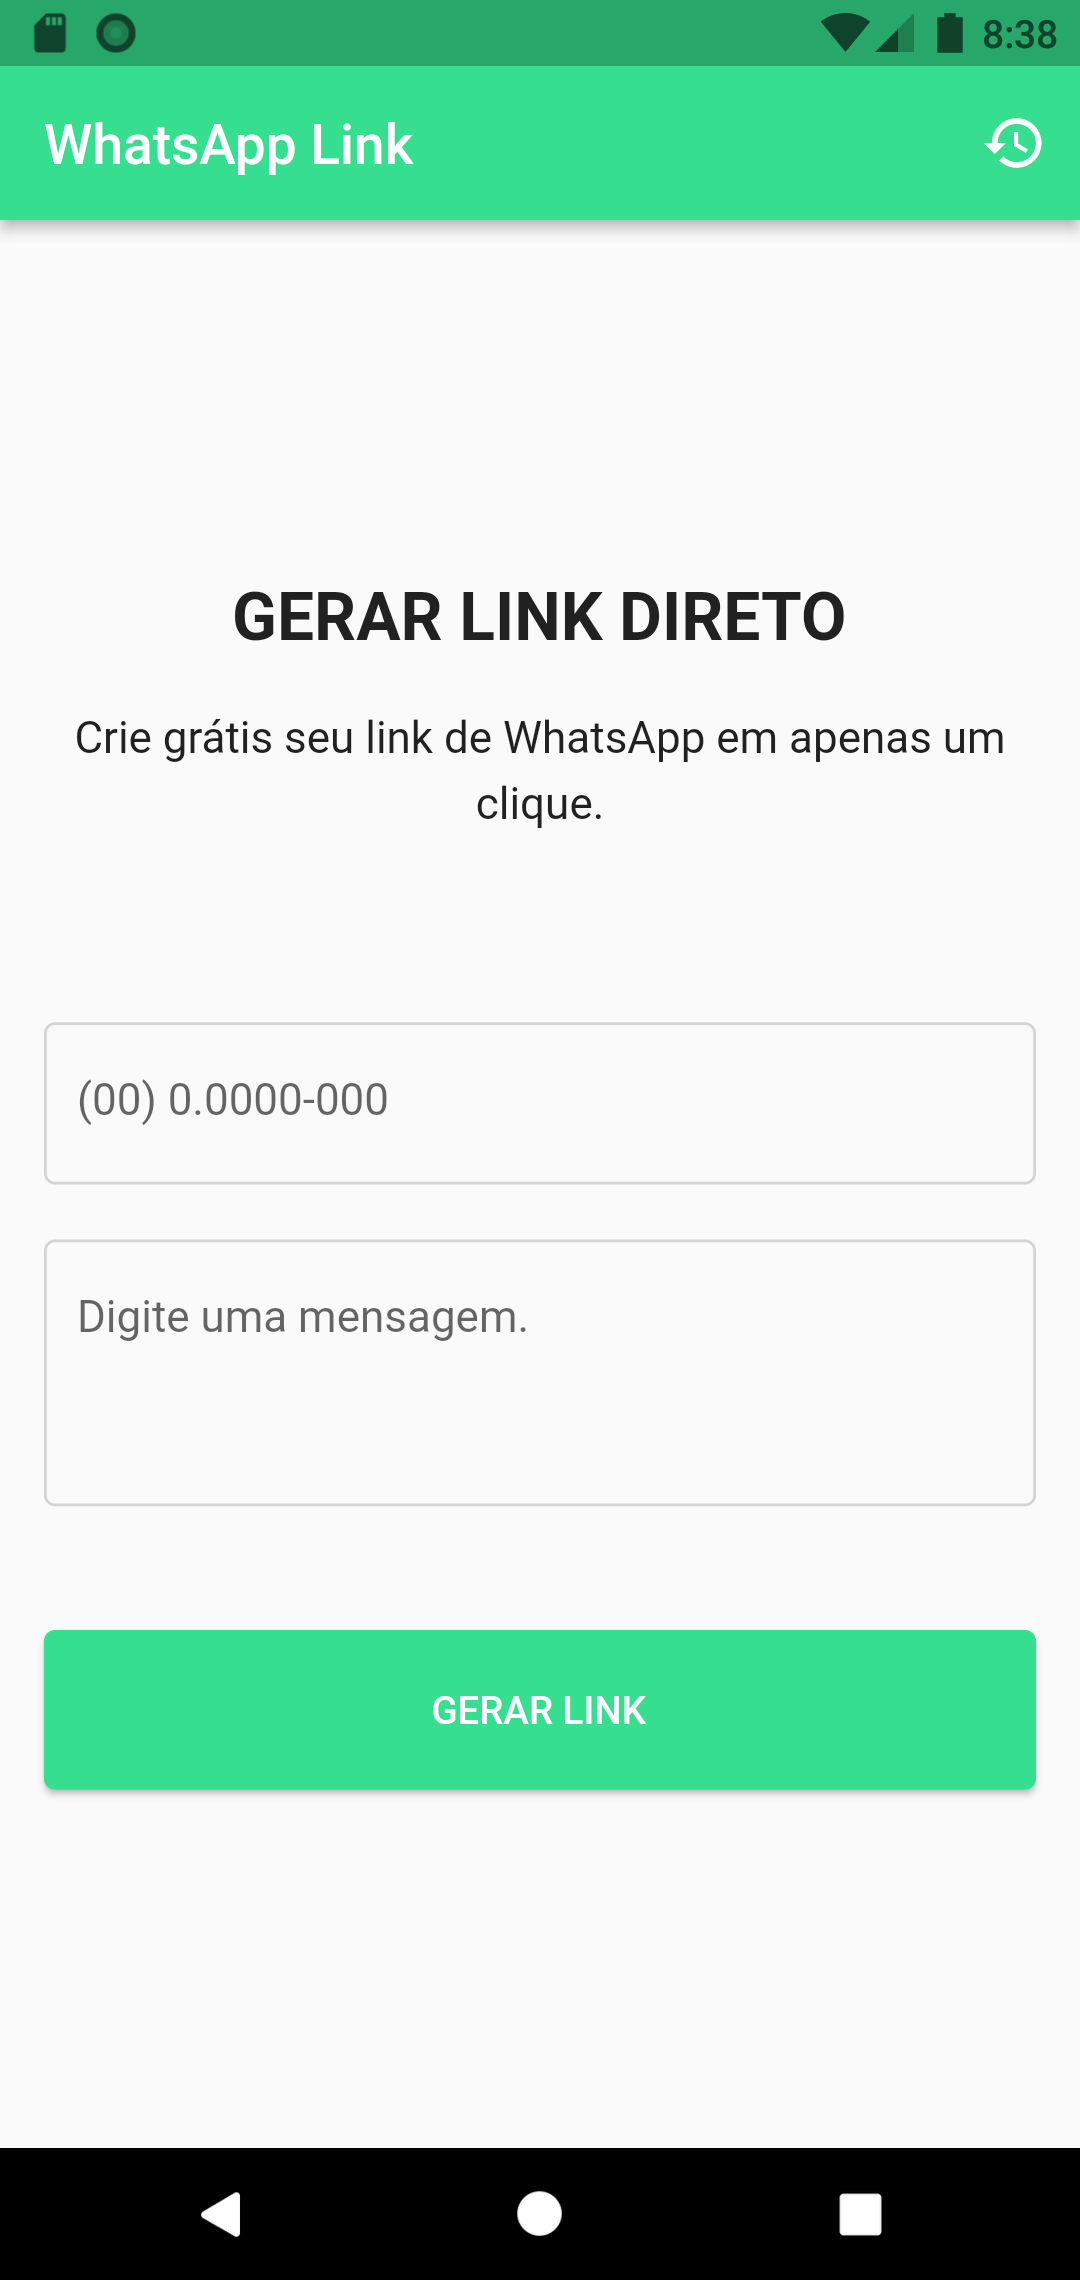 8:38
WhatsApp Link
GERAR LINK DIRETO
Crie grátis seu link de WhatsApp em apenas um
clique.
(00) 0.0000-000
Digite uma mensagem.
GERAR LINK